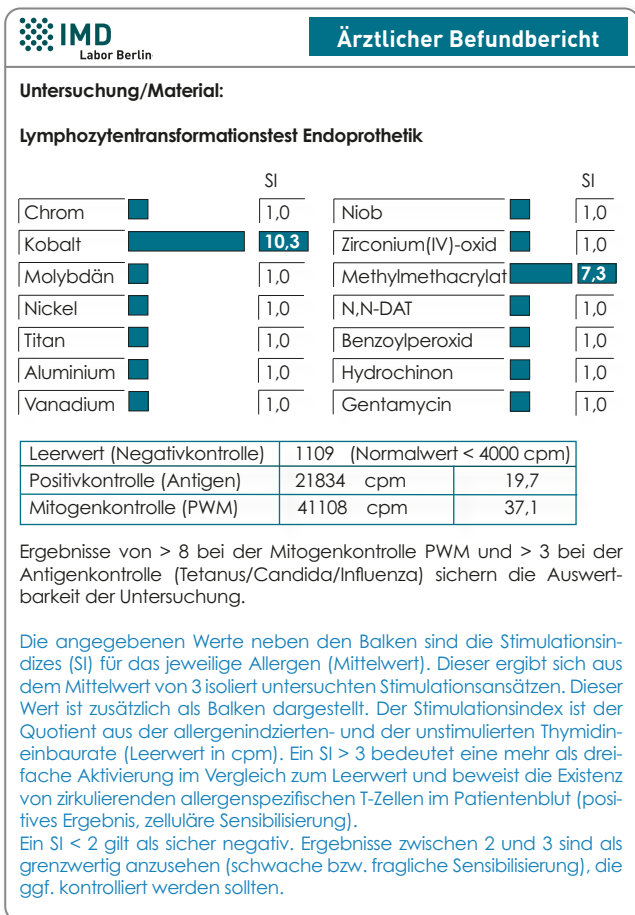 IMD
Labor Berlin
Ärztlicher Befundbericht
Untersuchung/Material:
Lymphozytentransformationstest Endoprothetik
SI
SI
Chrom 1,0 Niob 1,0
Kobalt 10,3 Zirconium(IV)-oxid 1,0
Molybdän 1,0 Methylmethacrylat 7,3
Nickel 1,0 N,N-DAT 1,0
Titan 1,0 Benzoylperoxid 1,0
Aluminium 1,0 Hydrochinon 1,0
Vanadium 1,0 Gentamycin 1,0
Leerwert (Negativkontrolle) 1109 (Normalwert < 4000 cpm)
Positivkontrolle (Antigen) 21834 cpm 19,7
Mitogenkontrolle (PWM) 41108 cpm 37,1
Ergebnisse von > 8 bei der Mitogenkontrolle PWM und > 3 bei der
Antigenkontrolle (Tetanus/Candida/Influenza) sichern die Auswert-
barkeit der Untersuchung.
Die angegebenen Werte neben den Balken sind die Stimulationsin-
dizes (SI) für das jeweilige Allergen (Mittelwert). Dieser ergibt sich aus
dem Mittelwert von 3 isoliert untersuchten Stimulationsansätzen. Dieser
Wert ist zusätzlich als Balken dargestellt. Der Stimulationsindex ist der
Quotient aus der allergenindzierten- und der unstimulierten Thymidin-
einbaurate (Leerwert in cpm). Ein SI > 3 bedeutet eine mehr als drei-
fache Aktivierung im Vergleich zum Leerwert und beweist die Existenz
von zirkulierenden allergenspezifischen T-Zellen im Patientenblut (posi-
tives Ergebnis, zelluläre Sensibilisierung).
Ein SI < 2 gilt als sicher negativ. Ergebnisse zwischen 2 und 3 sind als
grenzwertig anzusehen (schwache bzw. fragliche Sensibilisierung), die
ggf. kontrolliert werden sollten.